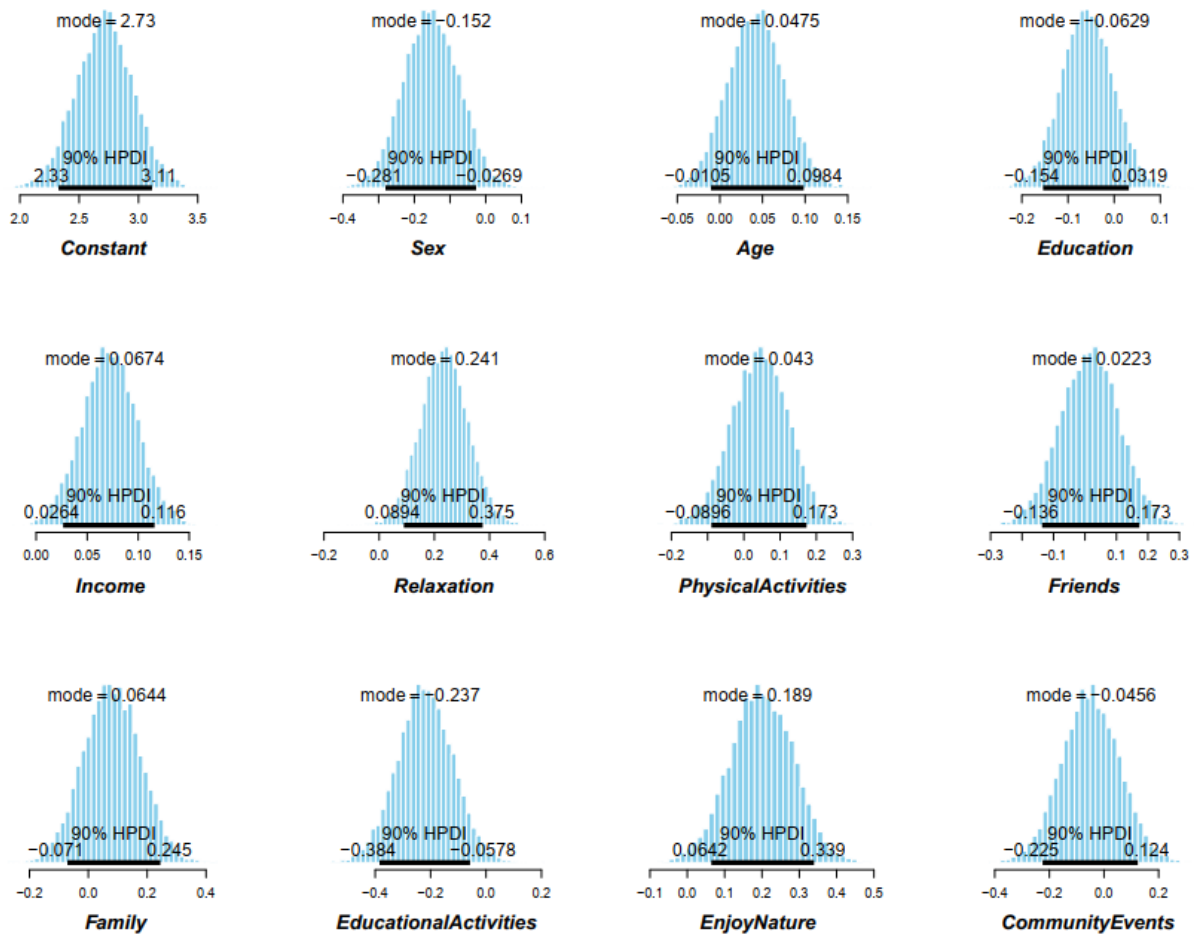 mode = 2.73 mode = −0.152 mode = 0.0475 mode = −0.0629
90% HPDI 90% HPDI 90% HPDI 90% HPDI
2.33 3.11 −0.281 −0.0269 −0.0105 0.0984 −0.154 0.0319
2.0 2.5 3.0 3.5 −0.4 −0.2 0.0 0.1 −0.05 0.00 0.05 0.10 0.15 −0.2 −0.1 0.0 0.1
Constant Sex Age Education
mode = 0.0674 mode = 0.241 mode = 0.043 mode = 0.0223
90% HPDI 90% HPDI 90% HPDI 90% HPDI
0.0264 0.116 0.0894 0.375 −0.0896 0.173 −0.136 0.173
0.00 0.05 0.10 0.15 −0.2 0.0 0.2 0.4 0.6 −0.2 0.0 0.1 0.2 0.3 −0.3 −0.1 0.1 0.2 0.3
Income Relaxation PhysicalActivities Friends
mode = 0.0644 mode = −0.237 mode = 0.189 mode = −0.0456
90% HPDI 90% HPDI 90% HPDI 90% HPDI
−0.071 0.245 −0.384 −0.0578 0.0642 0.339 −0.225 0.124
−0.2 0.0 0.2 0.4 −0.4 −0.2 0.0 0.2 −0.1 0.0 0.1 0.2 0.3 0.4 0.5 −0.4 −0.2 0.0 0.2
Family EducationalActivities EnjoyNature CommunityEvents